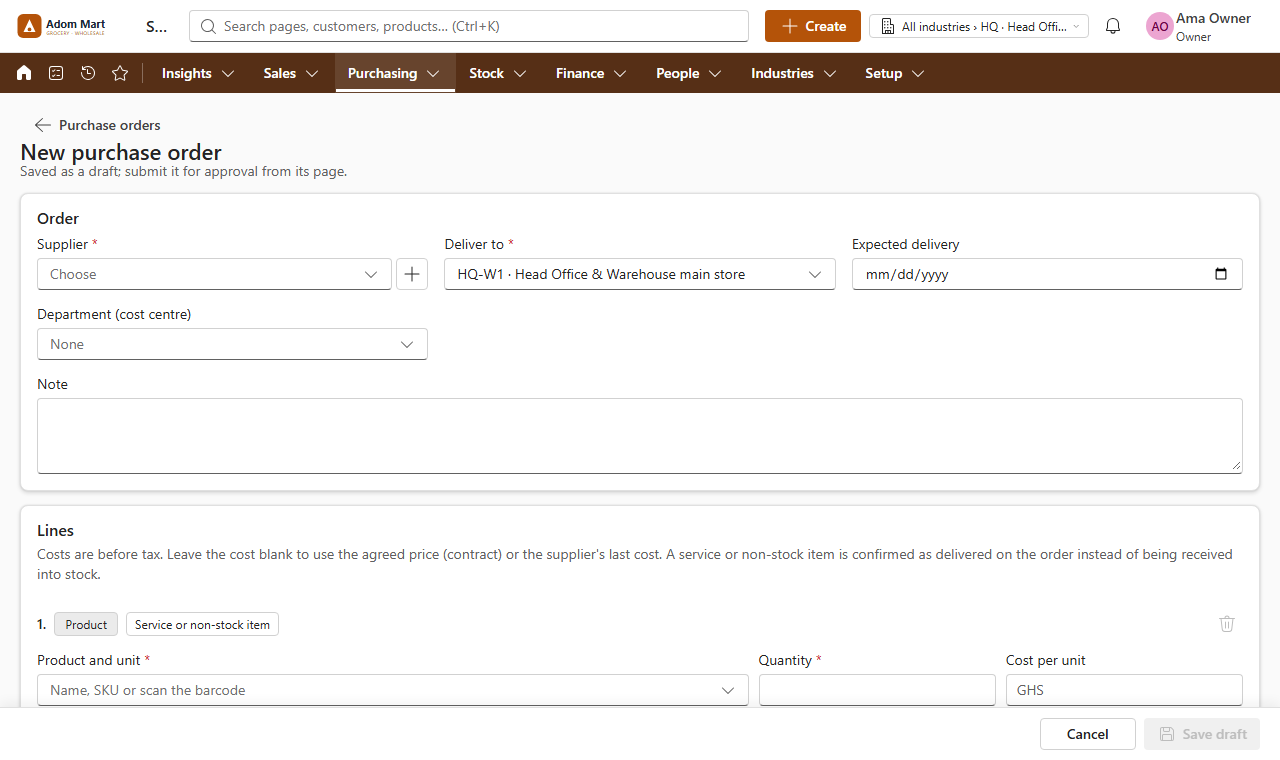 Adom Mart
GROCERY · WHOLESALE
S...
Search pages, customers, products... (Ctrl+K)
Create
All industries › HQ · Head Offi...
AO
Ama Owner
Owner
Insights
Sales
Purchasing
Stock
Finance
People
Industries
Setup
Purchase orders
New purchase order
Saved as a draft; submit it for approval from its page.
Order
Supplier *
Deliver to *
Expected delivery
Choose
HQ-W1 · Head Office & Warehouse main store
mm/dd/yyyy
Department (cost centre)
None
Note
Lines
Costs are before tax. Leave the cost blank to use the agreed price (contract) or the supplier's last cost. A service or non-stock item is confirmed as delivered on the order instead of being received
into stock.
1.
Product
Service or non-stock item
Product and unit *
Quantity *
Cost per unit
Name, SKU or scan the barcode
GHS
Cancel
Save draft